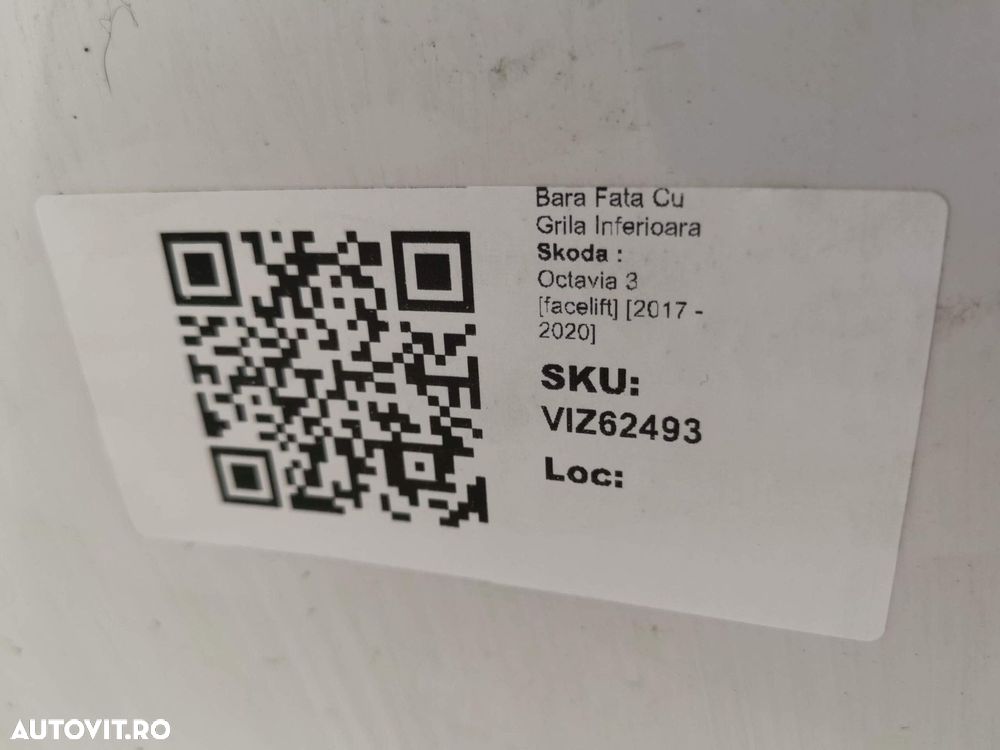 Bara Fata Cu
Grila Inferioara
Skoda :
Octavia 3
[facelift] [2017 -
2020]
SKU:
VIZ62493
Loc:
AUTOVIT.RO